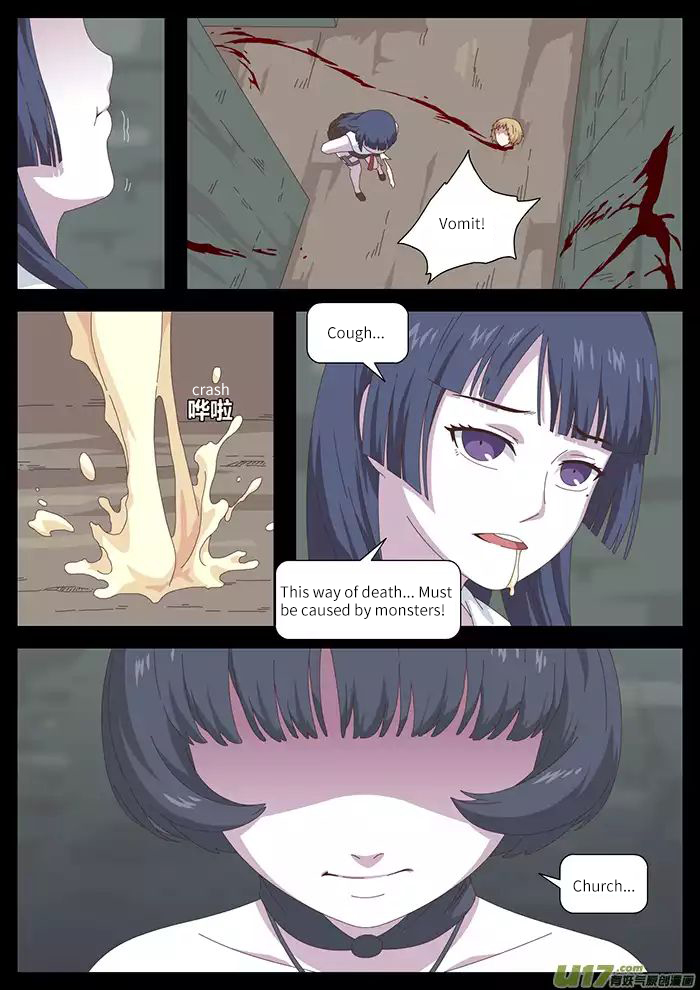 Vomit!
Cough...
crash
哗啦
This way of death... Must
be caused by monsters!
Church...
U17.com
有妖气原创漫画